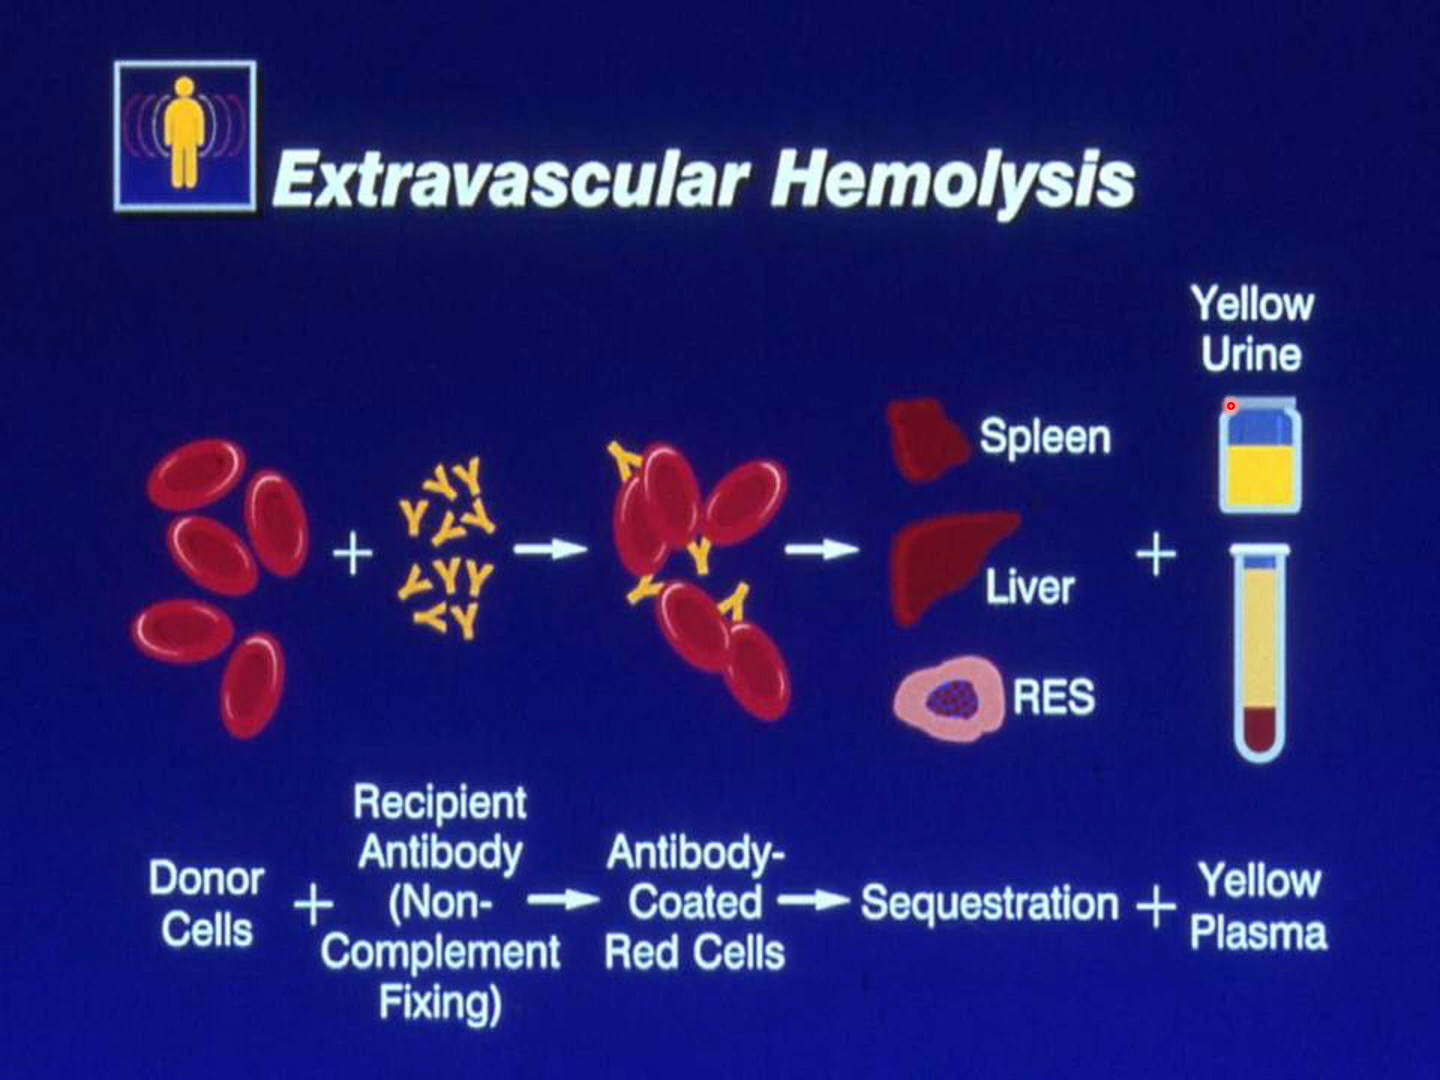 Extravascular Hemolysis
Yellow
Urine
Spleen
Liver
RES
Donor
Cells
Recipient
Antibody
(Non-
Complement
Fixing)
Antibody-
Coated
Red Cells
Sequestration
Yellow
Plasma